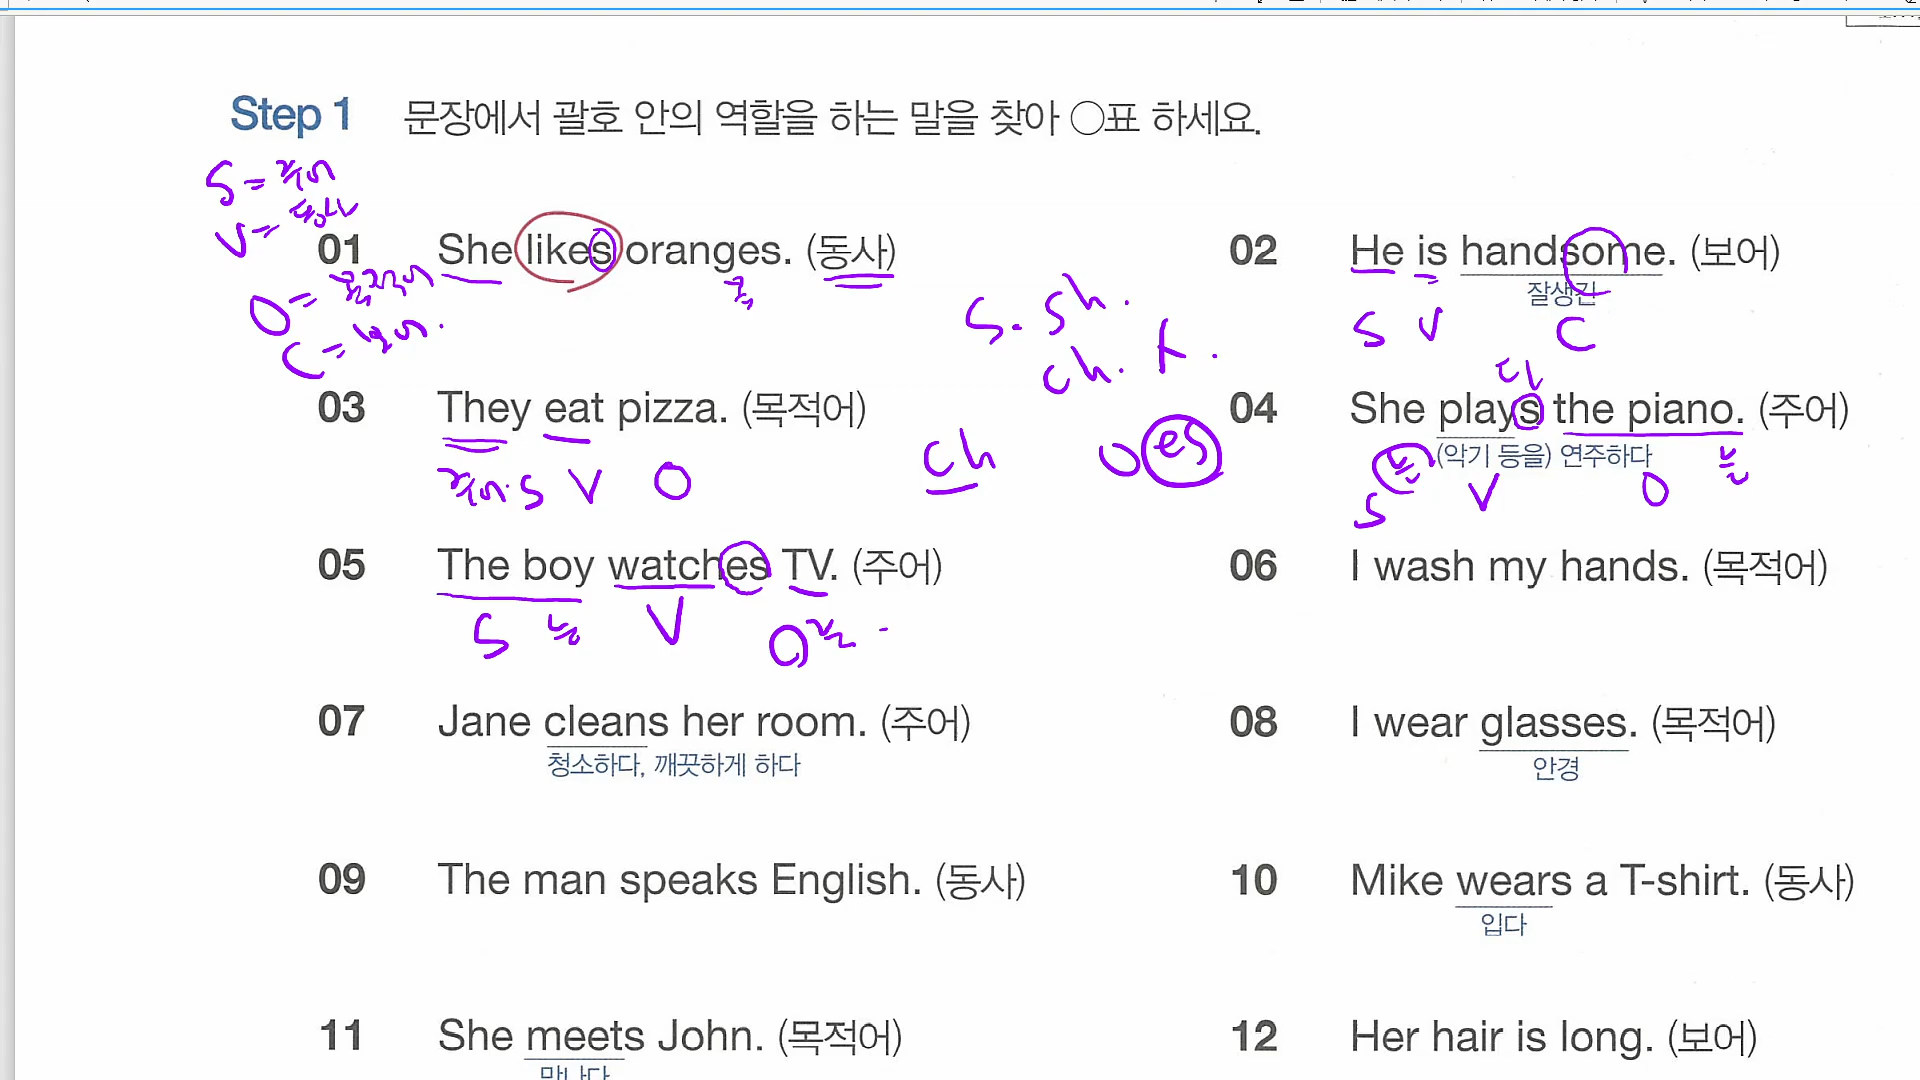 Step 1 문장에서 괄호 안의 역할을 하는 말을 찾아 ○표 하세요.
S = 주어
V = 동사
01 She likes oranges. (동사)
02 He is handsome. (보어)
잘생긴
O = 목적어
C = 보어.
S. sh.
ch. x.
S V C
03 They eat pizza. (목적어)
04 She plays the piano. (주어)
(악기 등을) 연주하다
주어. S V O
ch
o es
S V O
05 The boy watches TV. (주어)
06 I wash my hands. (목적어)
S 는 V O
07 Jane cleans her room. (주어)
청소하다, 깨끗하게 하다
08 I wear glasses. (목적어)
안경
09 The man speaks English. (동사)
10 Mike wears a T-shirt. (동사)
입다
11 She meets John. (목적어)
만나다
12 Her hair is long. (보어)